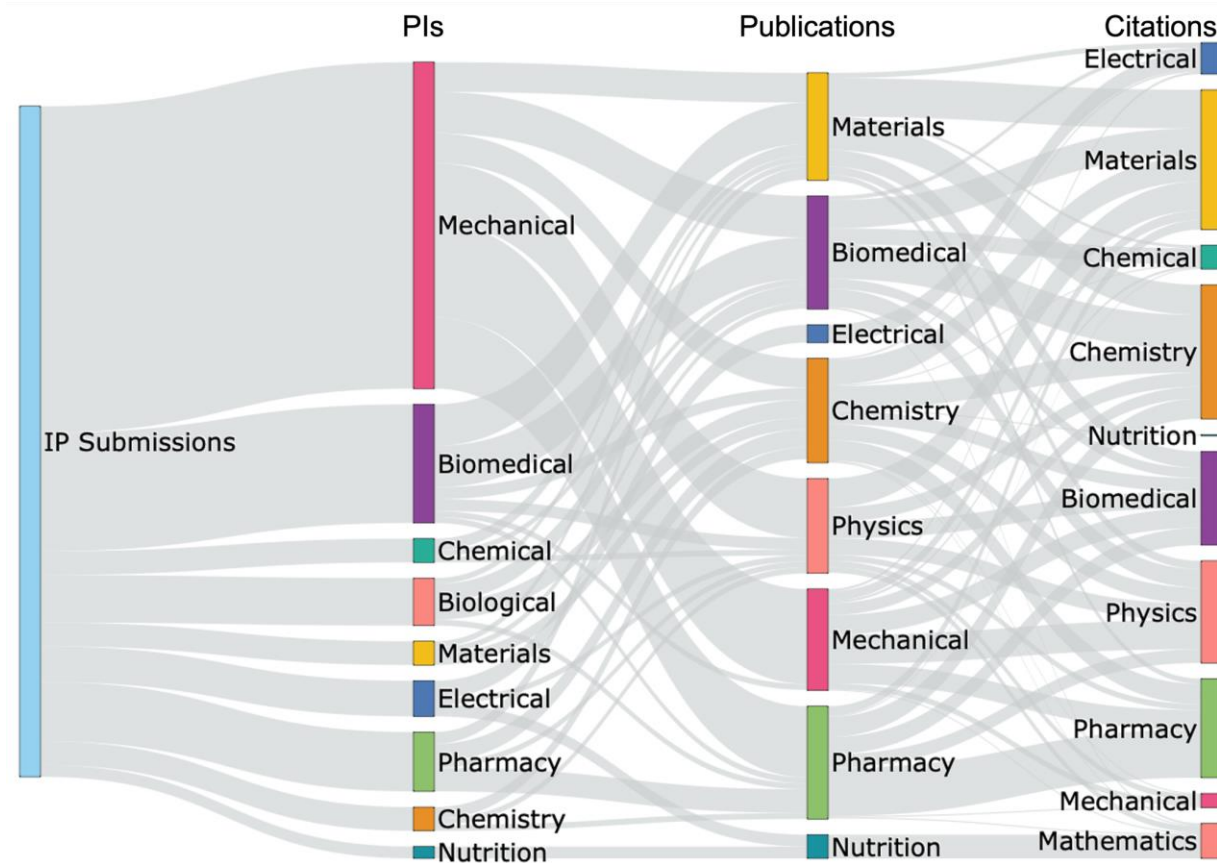 PIs
Publications
Citations
IP Submissions
Mechanical
Biomedical
Chemical
Biological
Materials
Electrical
Pharmacy
Chemistry
Nutrition
Materials
Biomedical
Electrical
Chemistry
Physics
Mechanical
Pharmacy
Nutrition
Electrical
Materials
Chemical
Chemistry
Nutrition
Biomedical
Physics
Pharmacy
Mechanical
Mathematics